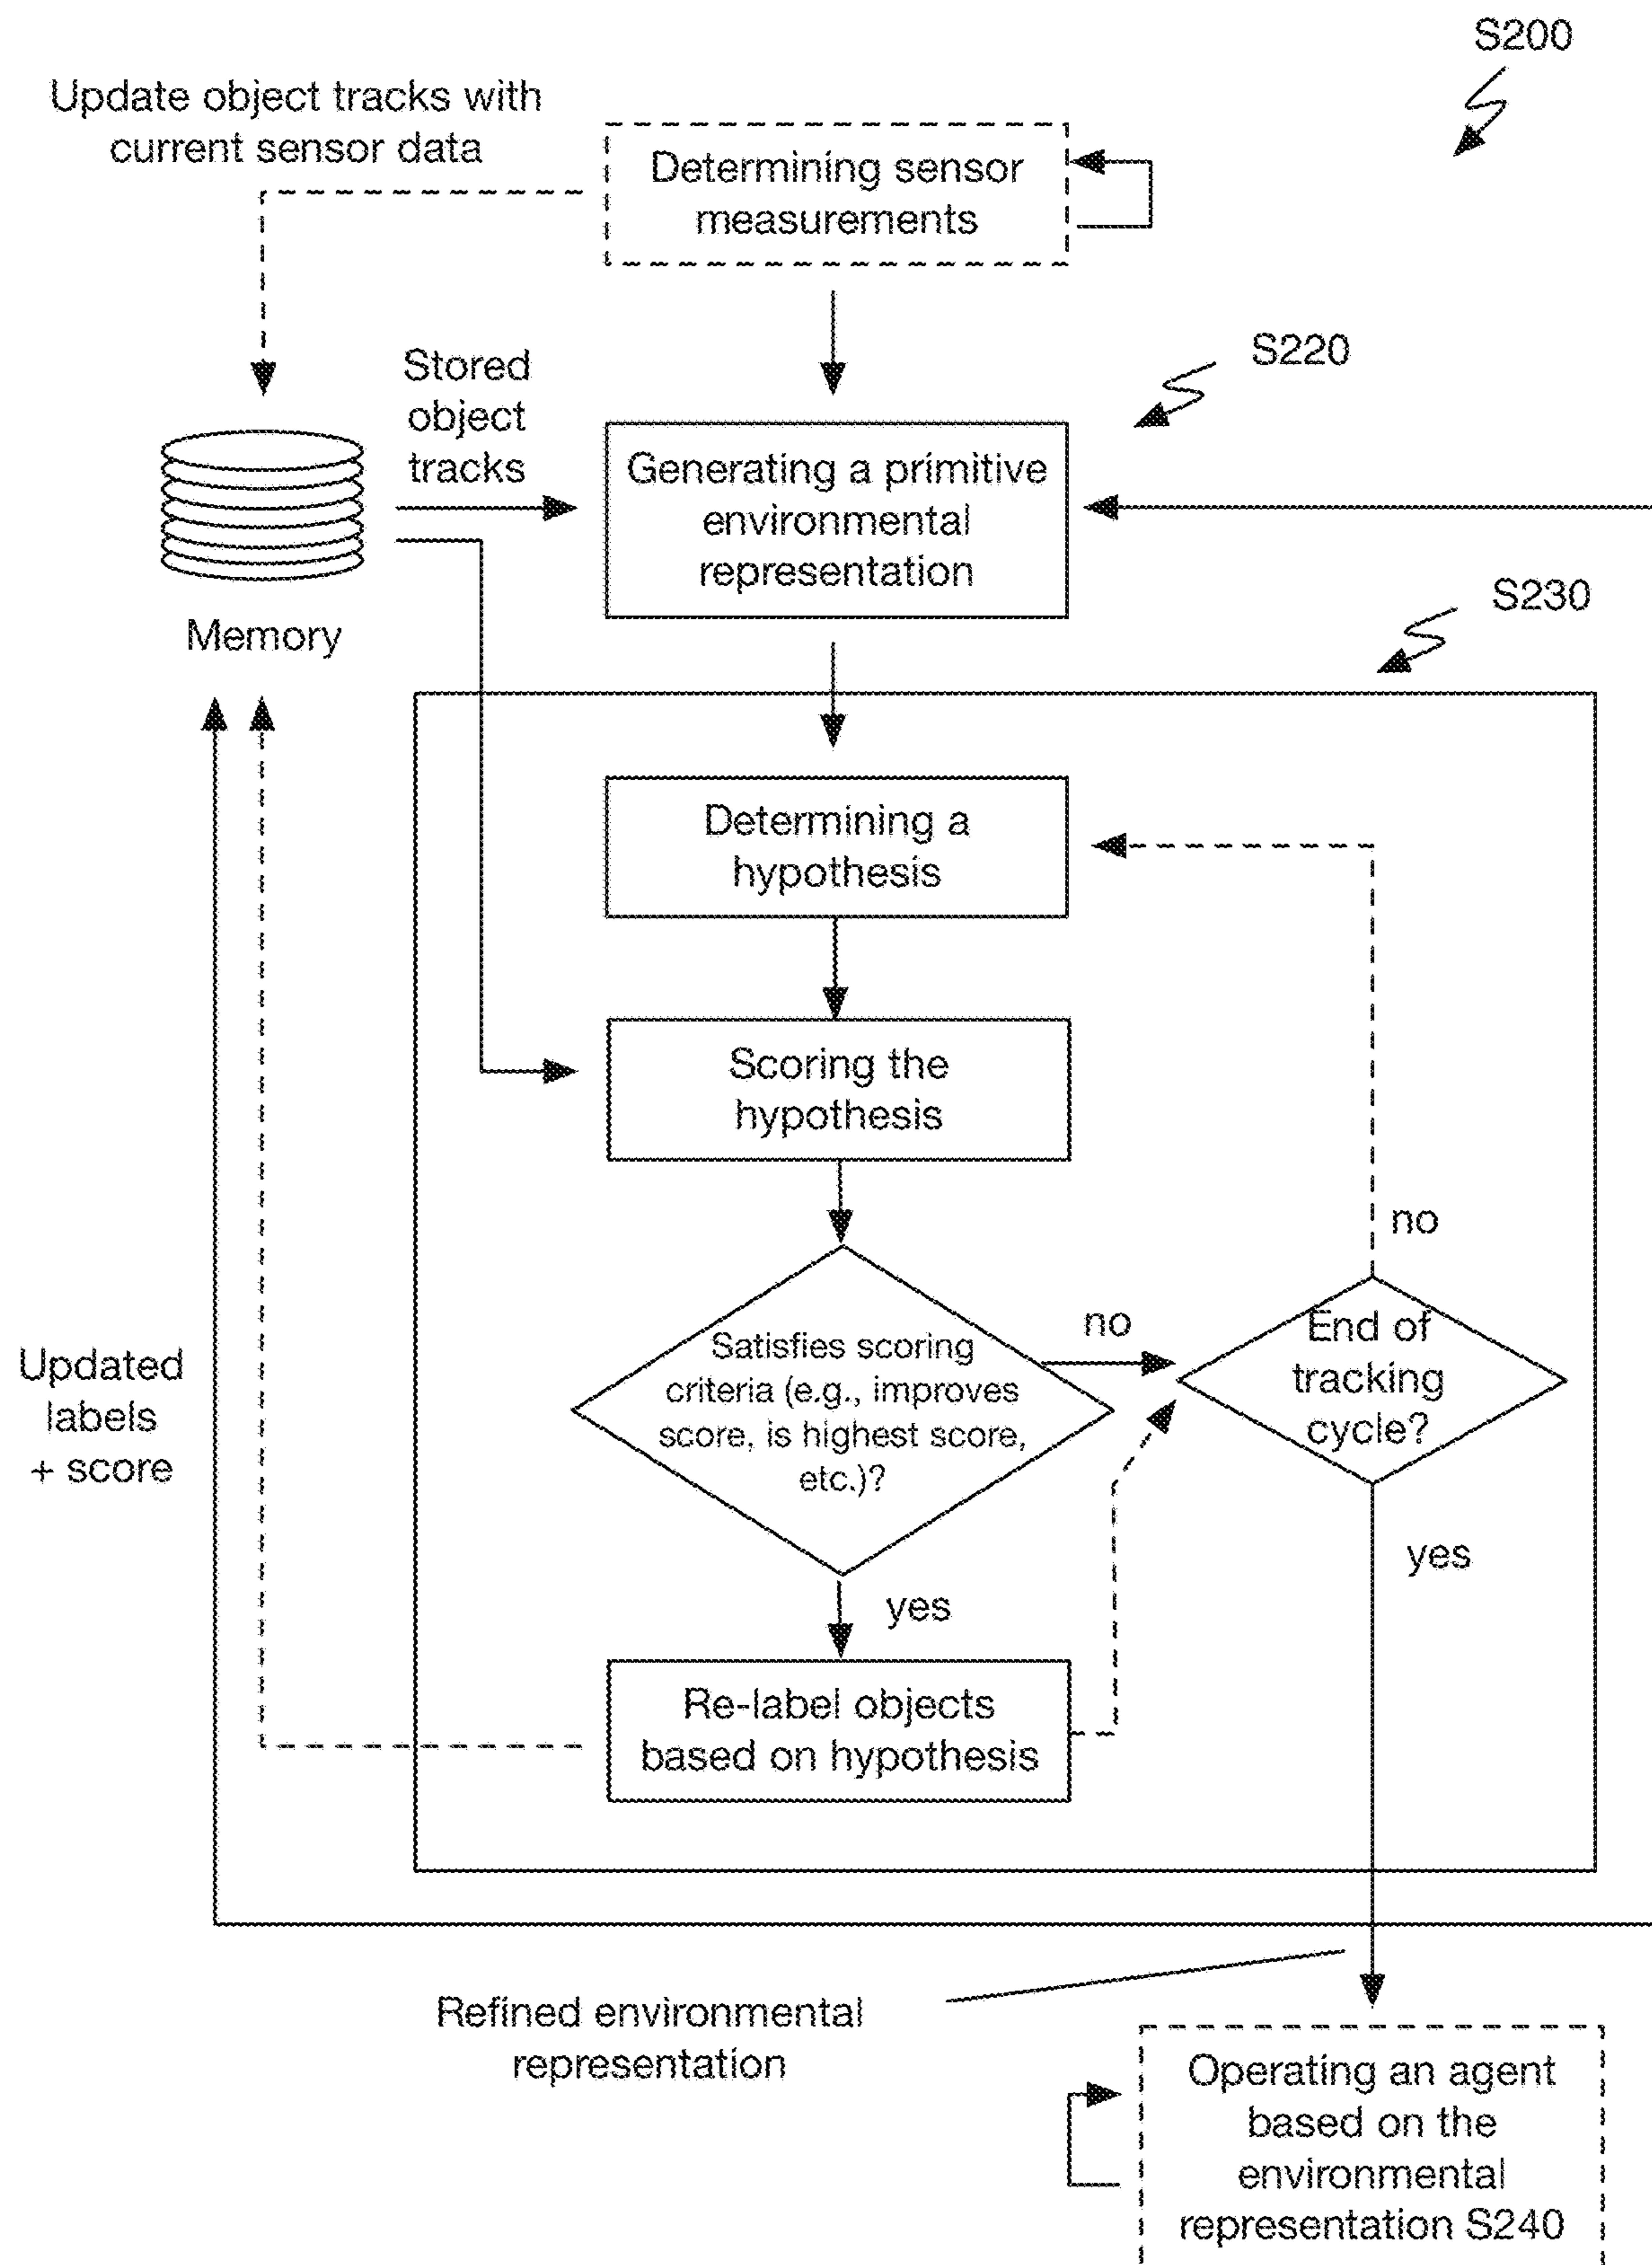 S200
Update object tracks with
current sensor data
Determining sensor
measurements
S220
Stored
object
tracks
Generating a primitive
environmental
representation
S230
Memory
Determining a
hypothesis
Scoring the
hypothesis
no
no
Satisfies scoring
criteria (e.g., improves
score, is highest score,
etc.)?
End of
tracking
cycle?
Updated
labels
+ score
yes
yes
Re-label objects
based on hypothesis
Refined environmental
representation
Operating an agent
based on the
environmental
representation S240